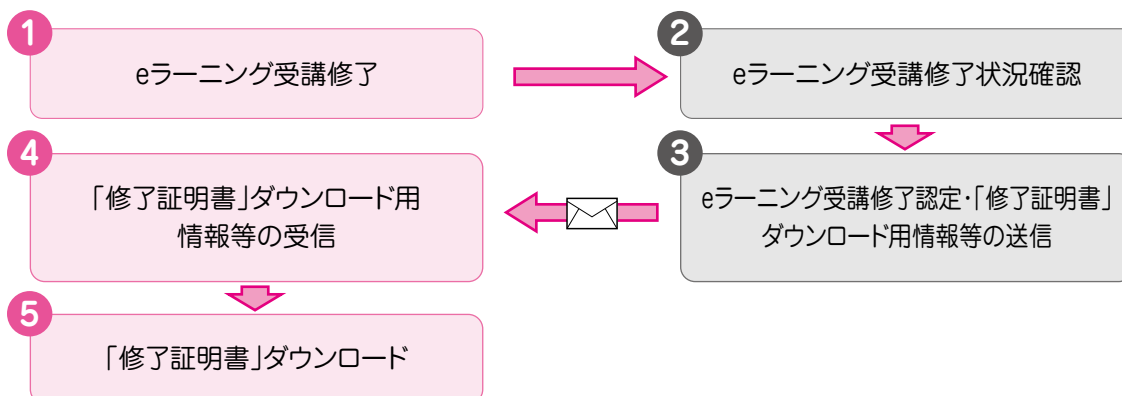 1
eラーニング受講修了
2
eラーニング受講修了状況確認
3
eラーニング受講修了認定・「修了証明書」
ダウンロード用情報等の送信
4
「修了証明書」ダウンロード用
情報等の受信
5
「修了証明書」ダウンロード